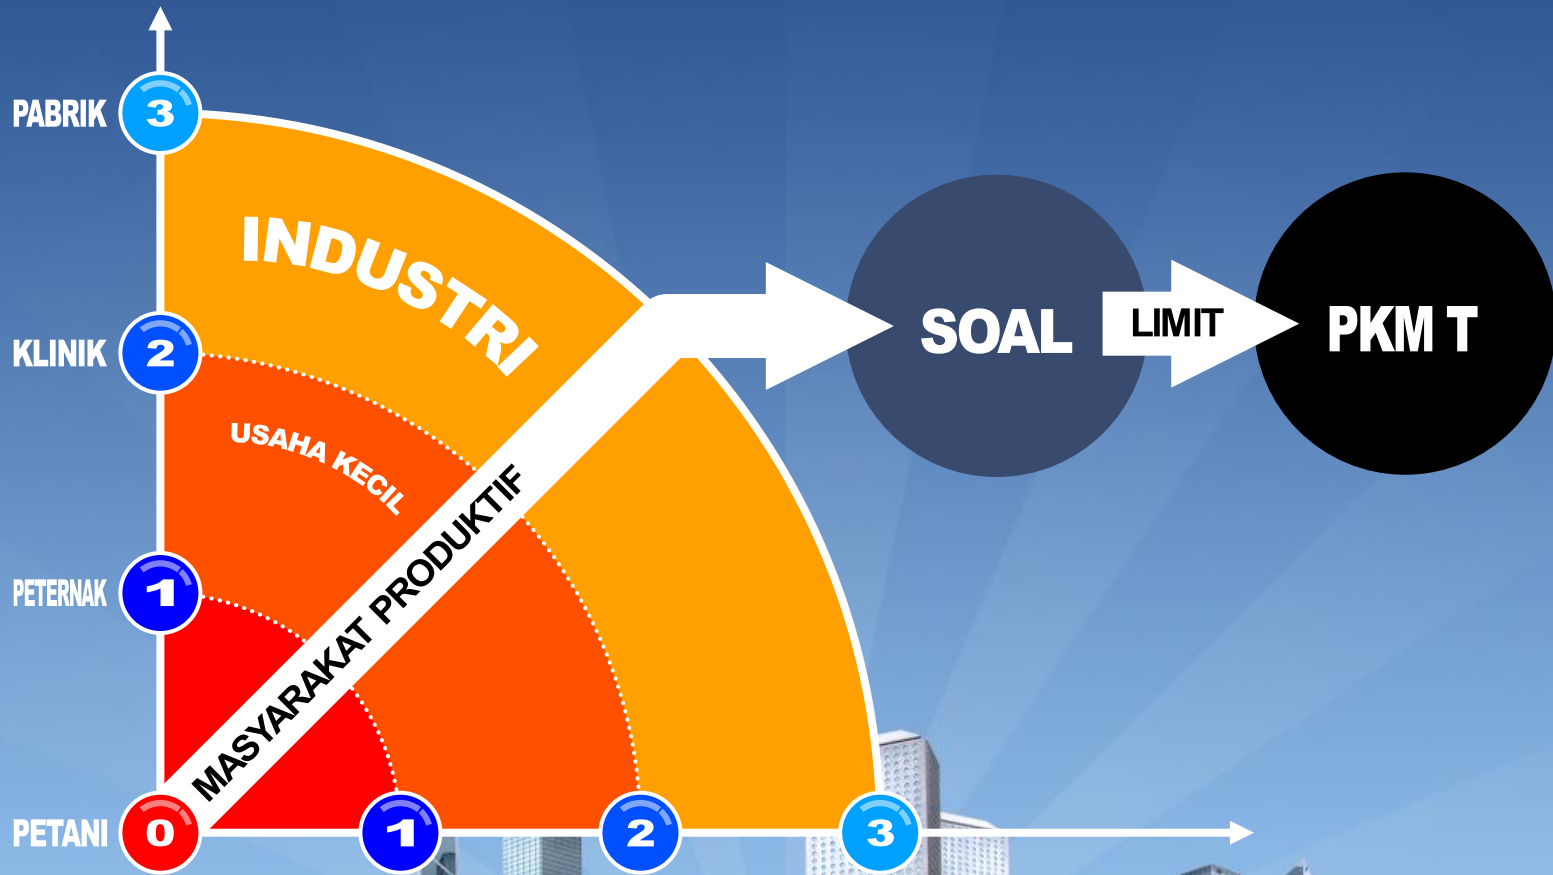 PABRIK
3
INDUSTRI
KLINIK
2
USAHA KECIL
PETERNAK
1
MASYARAKAT PRODUKTIF
PETANI
0
1
2
3
SOAL
LIMIT
PKM T